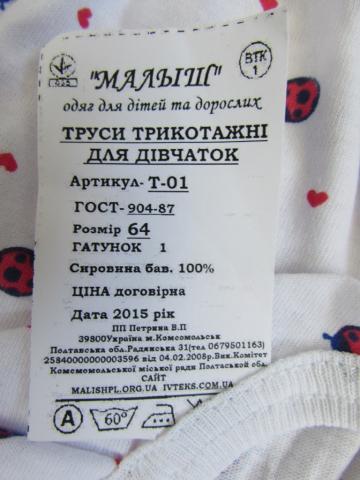 ВТК
1
025
"МАЛЫШ"
одяг для дітей та дорослих
ТРУСИ ТРИКОТАЖНІ
ДЛЯ ДІВЧАТОК
Артикул- Т-01
ГОСТ- 904-87
Розмір 64
ГАТУНОК 1
Сировина бав. 100%
ЦІНА договірна
Дата 2015 рік
ПП Петрина В.П
39800Україна м.Комсомольськ
Полтавська обл.Радянська 31(тел 0679501163)
25840000000003596 від 04.02.2008р.Вик.Комітет
Комсомомольської міської ради Полтаськой обл.
САЙТ
MALISHPL.ORG.UA IVTEKS.COM.UA
A 60°